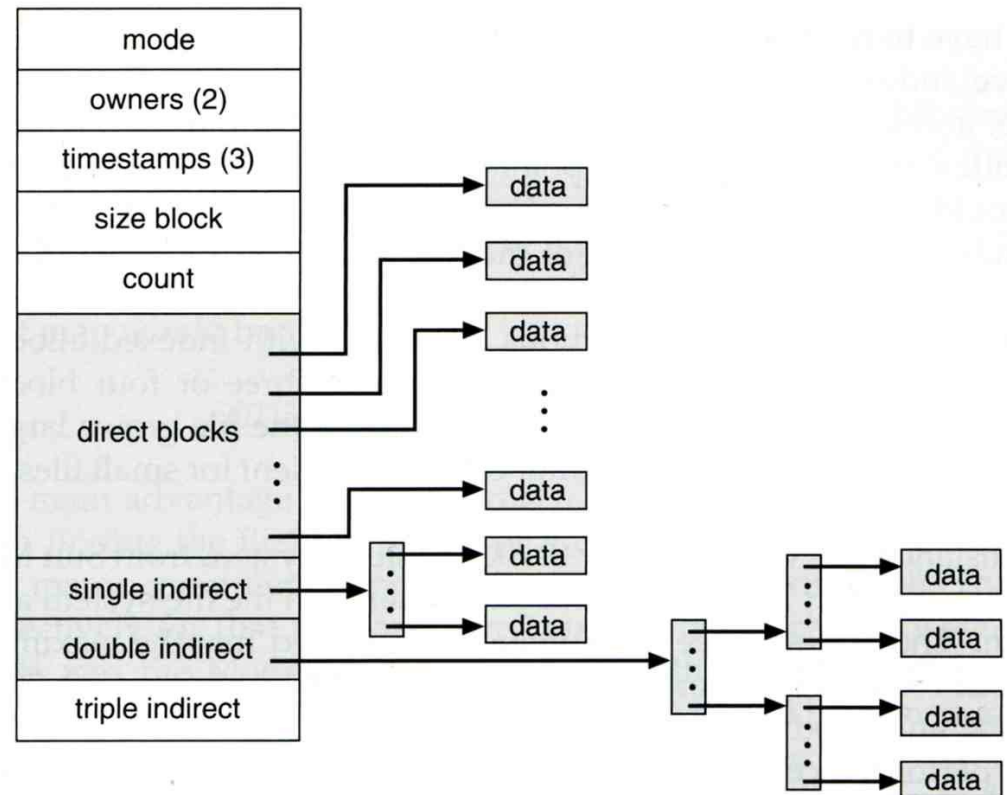 mode
owners (2)
timestamps (3)
size block
count
direct blocks
single indirect
double indirect
triple indirect
data
data
data
data
data
data
data
data
data
data